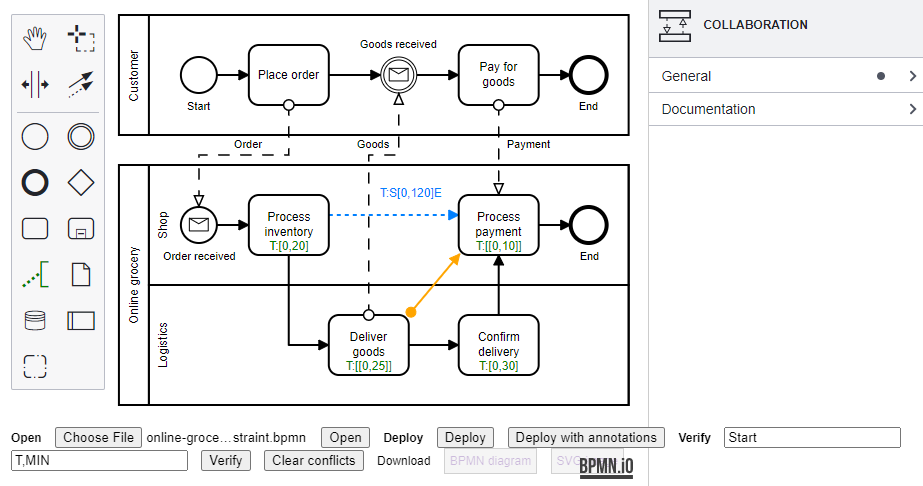 COLLABORATION
General
Documentation
Customer
Start
Place order
Goods received
Pay for
goods
End
Order
Goods
Payment
Online grocery
Shop
Order received
Process
inventory
T:[0,20]
T:S[0,120]E
Process
payment
T:[[0,10]]
End
Logistics
Deliver
goods
T:[[0,25]]
Confirm
delivery
T:[0,30]
Open Choose File online-groce…straint.bpmn Open Deploy Deploy Deploy with annotations Verify Start
T,MIN Verify Clear conflicts Download BPMN diagram SVG
BPMN.iO